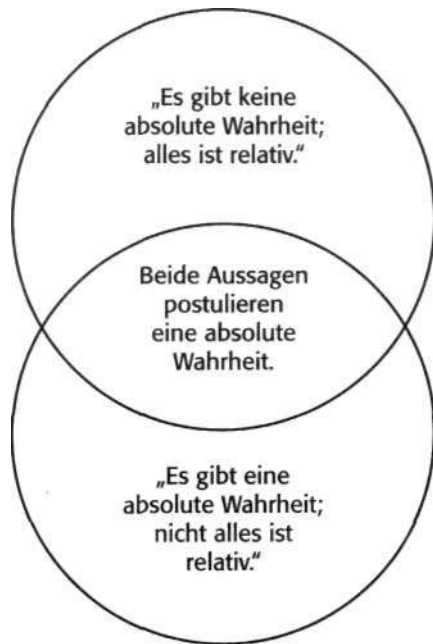 „Es gibt keine
absolute Wahrheit;
alles ist relativ.“
Beide Aussagen
postulieren
eine absolute
Wahrheit.
„Es gibt eine
absolute Wahrheit;
nicht alles ist
relativ.“